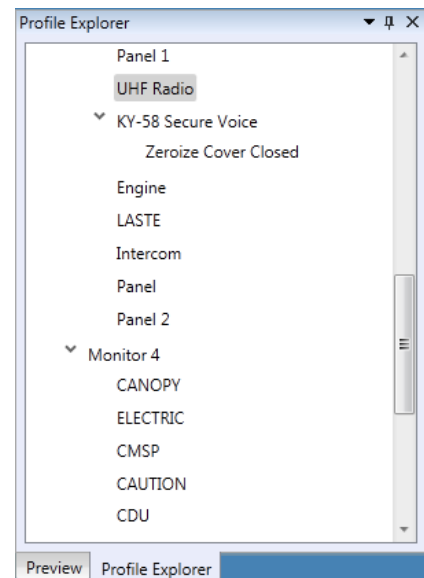 Profile Explorer
Panel 1
UHF Radio
KY-58 Secure Voice
Zeroize Cover Closed
Engine
LASTE
Intercom
Panel
Panel 2
Monitor 4
CANOPY
ELECTRIC
CMSP
CAUTION
CDU
Preview Profile Explorer